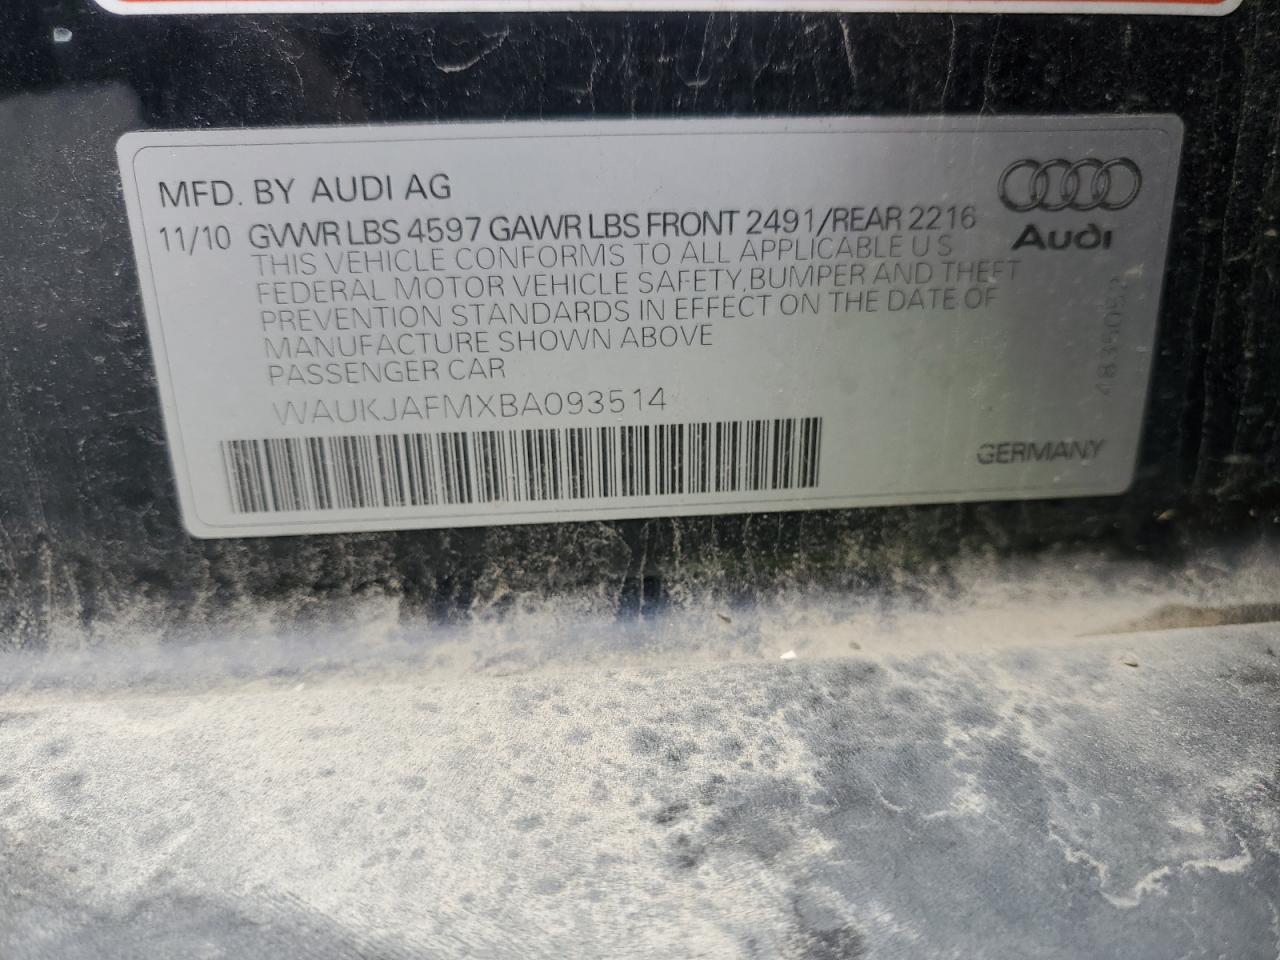 MFD. BY AUDI AG
11/10 GVWR LBS 4597 GAWR LBS FRONT 2491/REAR 2216
THIS VEHICLE CONFORMS TO ALL APPLICABLE U S
FEDERAL MOTOR VEHICLE SAFETY, BUMPER AND THEFT
PREVENTION STANDARDS IN EFFECT ON THE DATE OF
MANUFACTURE SHOWN ABOVE
PASSENGER CAR
WAUKJAFMXBA093514
Audi
GERMANY